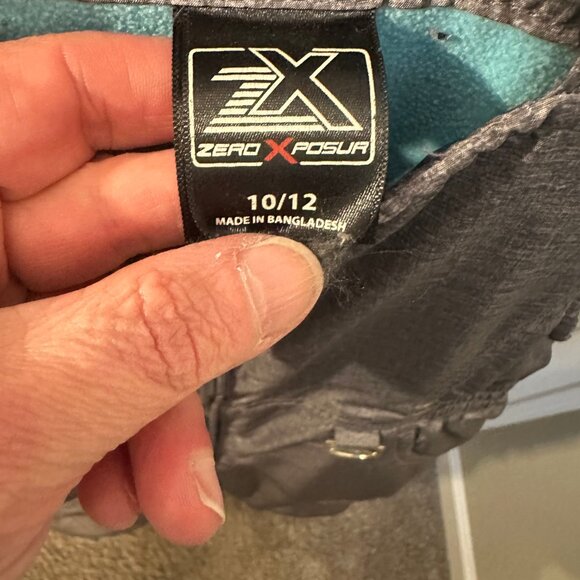 ZX
ZERO XPOSUR
10/12
MADE IN BANGLADESH